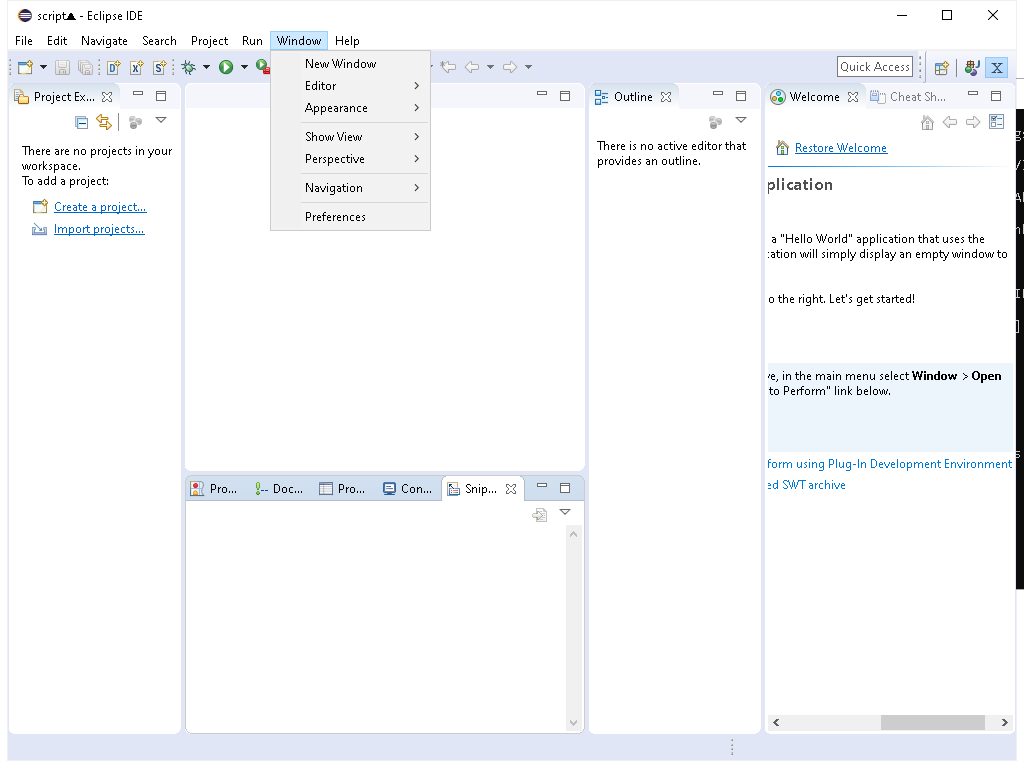 script▲ - Eclipse IDE
File Edit Navigate Search Project Run Window Help
Quick Access
New Window
Editor
Appearance
Show View
Perspective
Navigation
Preferences
Project Ex...
There are no projects in your
workspace.
To add a project:
Create a project...
Import projects...
Outline
There is no active editor that
provides an outline.
Welcome Cheat Sh...
Restore Welcome
plication
a "Hello World" application that uses the
cation will simply display an empty window to
o the right. Let's get started!
ve, in the main menu select Window > Open
to Perform" link below.
form using Plug-In Development Environment
ed SWT archive
Pro... Doc... Pro... Con... Snip...